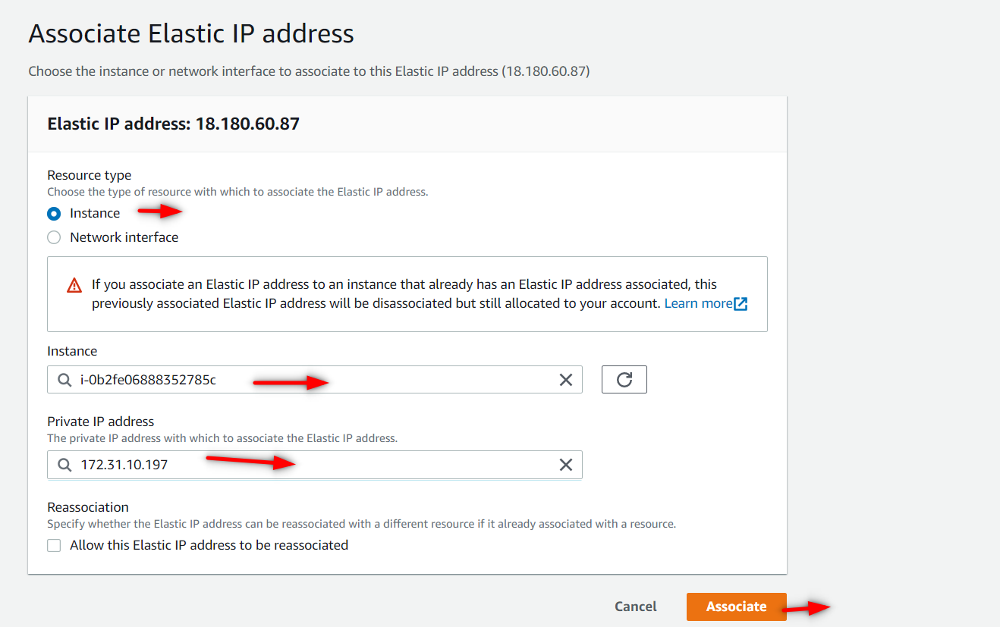 Associate Elastic IP address
Choose the instance or network interface to associate to this Elastic IP address (18.180.60.87)
Elastic IP address: 18.180.60.87
Resource type
Choose the type of resource with which to associate the Elastic IP address.
Instance
Network interface
If you associate an Elastic IP address to an instance that already has an Elastic IP address associated, this
previously associated Elastic IP address will be disassociated but still allocated to your account. Learn more
Instance
i-0b2fe06888352785c
Private IP address
The private IP address with which to associate the Elastic IP address.
172.31.10.197
Reassociation
Specify whether the Elastic IP address can be reassociated with a different resource if it already associated with a resource.
Allow this Elastic IP address to be reassociated
Cancel
Associate